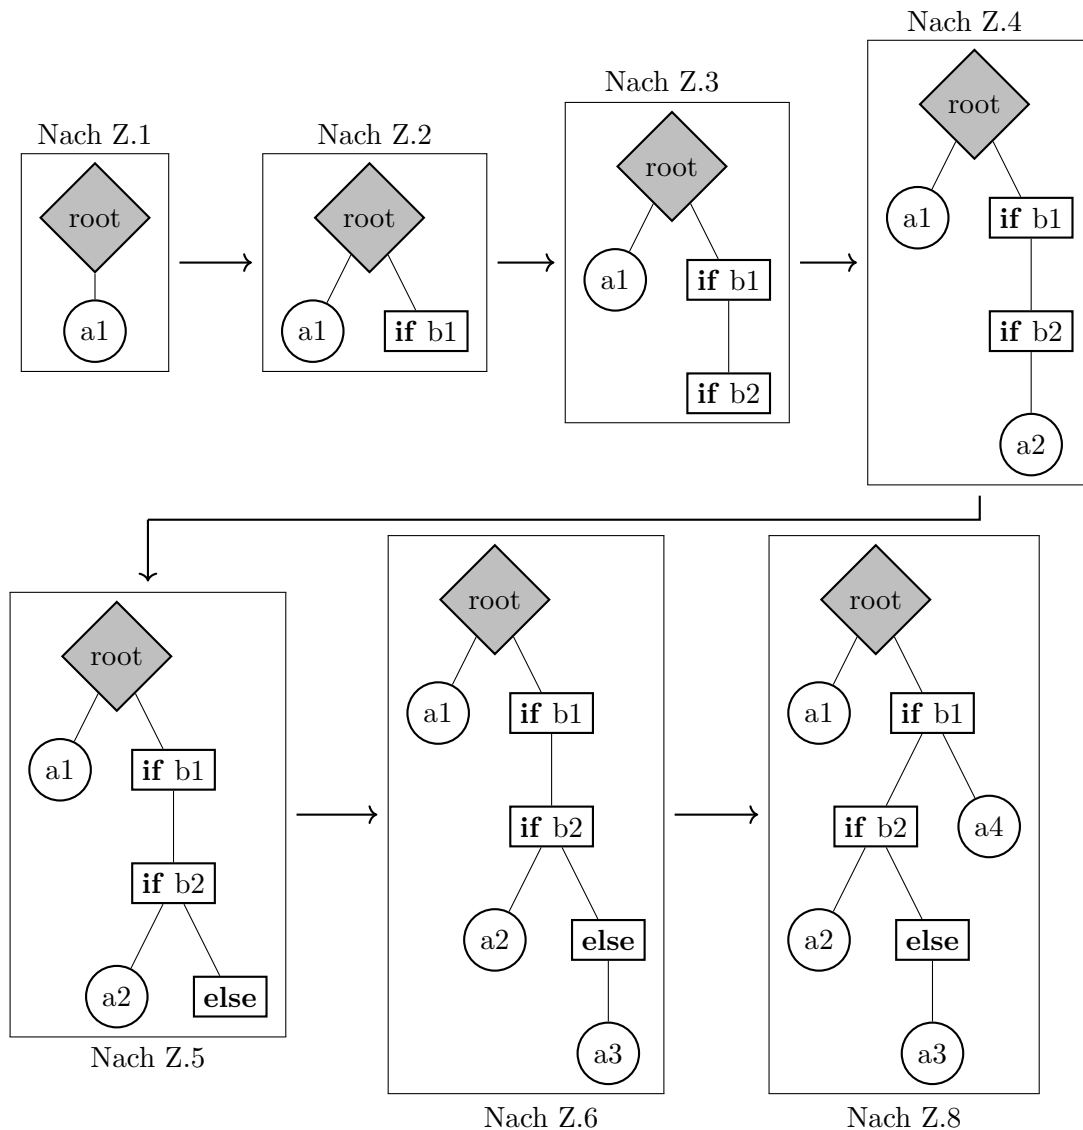 Nach Z.1
root
a1
Nach Z.2
root
a1
if b1
Nach Z.3
root
a1
if b1
if b2
Nach Z.4
root
a1
if b1
if b2
a2
root
a1
if b1
if b2
a2
else
Nach Z.5
root
a1
if b1
if b2
a2
else
a3
Nach Z.6
root
a1
if b1
if b2
a4
a2
else
a3
Nach Z.8